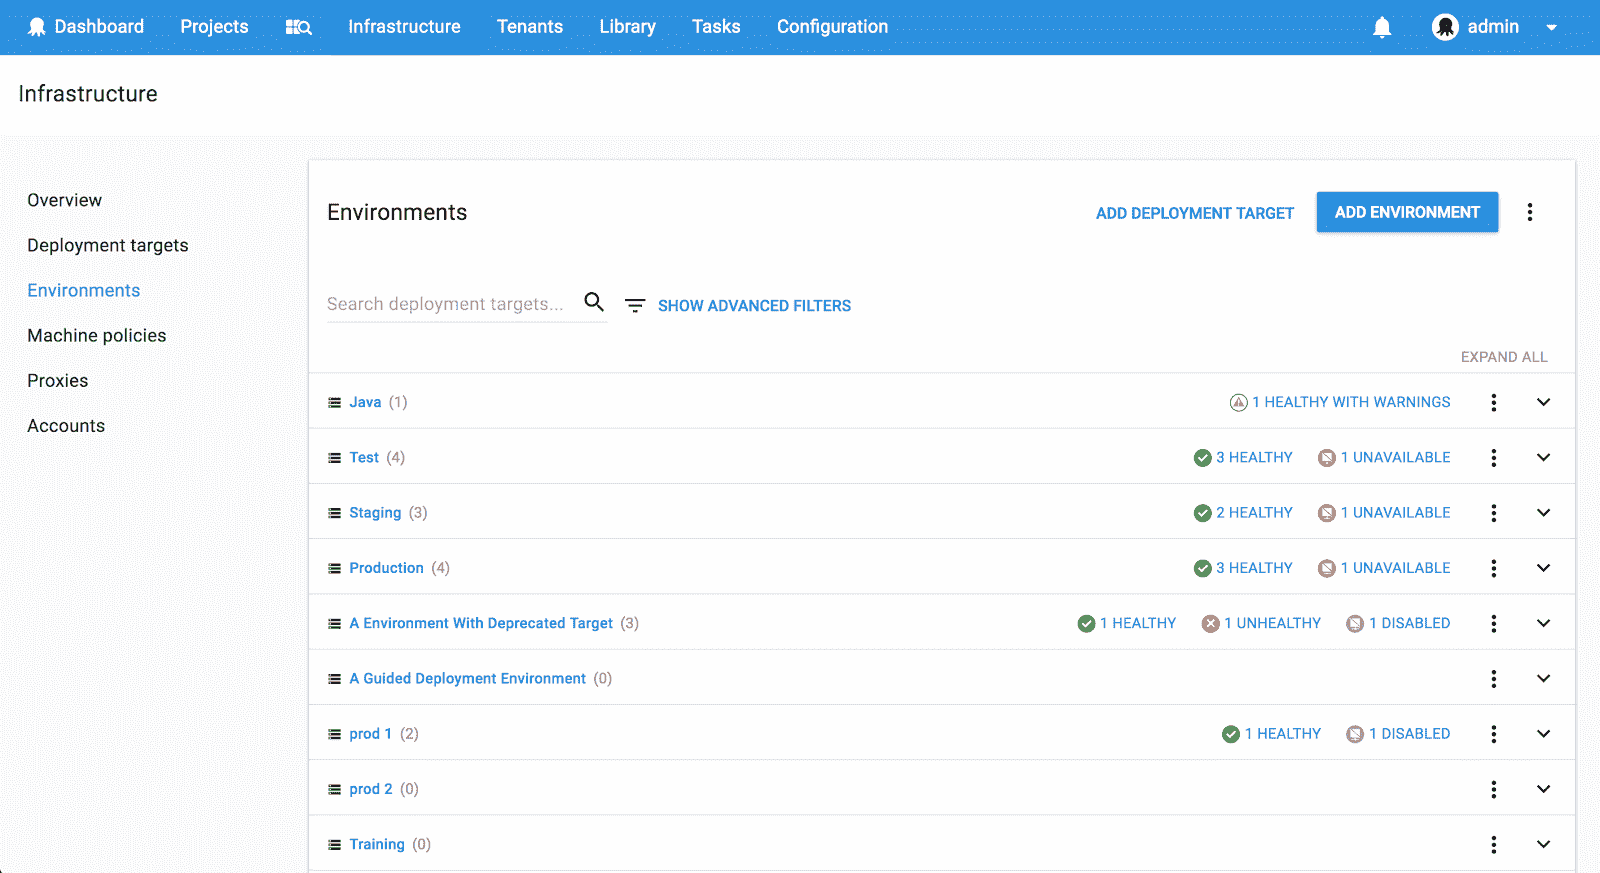 Dashboard Projects Infrastructure Tenants Library Tasks Configuration admin
Infrastructure
Overview
Deployment targets
Environments
Machine policies
Proxies
Accounts
Environments ADD DEPLOYMENT TARGET ADD ENVIRONMENT
Search deployment targets... SHOW ADVANCED FILTERS
EXPAND ALL
Java (1) 1 HEALTHY WITH WARNINGS
Test (4) 3 HEALTHY 1 UNAVAILABLE
Staging (3) 2 HEALTHY 1 UNAVAILABLE
Production (4) 3 HEALTHY 1 UNAVAILABLE
A Environment With Deprecated Target (3) 1 HEALTHY 1 UNHEALTHY 1 DISABLED
A Guided Deployment Environment (0)
prod 1 (2) 1 HEALTHY 1 DISABLED
prod 2 (0)
Training (0)